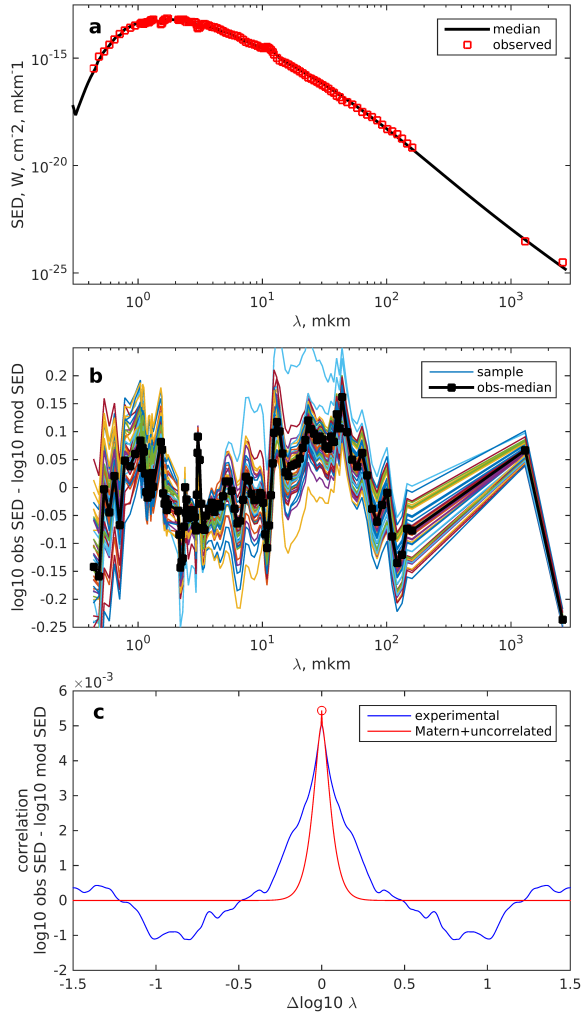 a
median
observed
10^-15
10^-20
10^-25
SED, W, cm^-2, mkm^-1
10^0
10^1
10^2
10^3
λ, mkm
b
sample
obs-median
0.2
0.15
0.1
0.05
0
-0.05
-0.1
-0.15
-0.2
-0.25
log10 obs SED - log10 mod SED
10^0
10^1
10^2
10^3
λ, mkm
×10^-3
c
experimental
Matern+uncorrelated
6
5
4
3
2
1
0
-1
-2
correlation
log10 obs SED - log10 mod SED
-1.5
-1
-0.5
0
0.5
1
1.5
Δlog10 λ